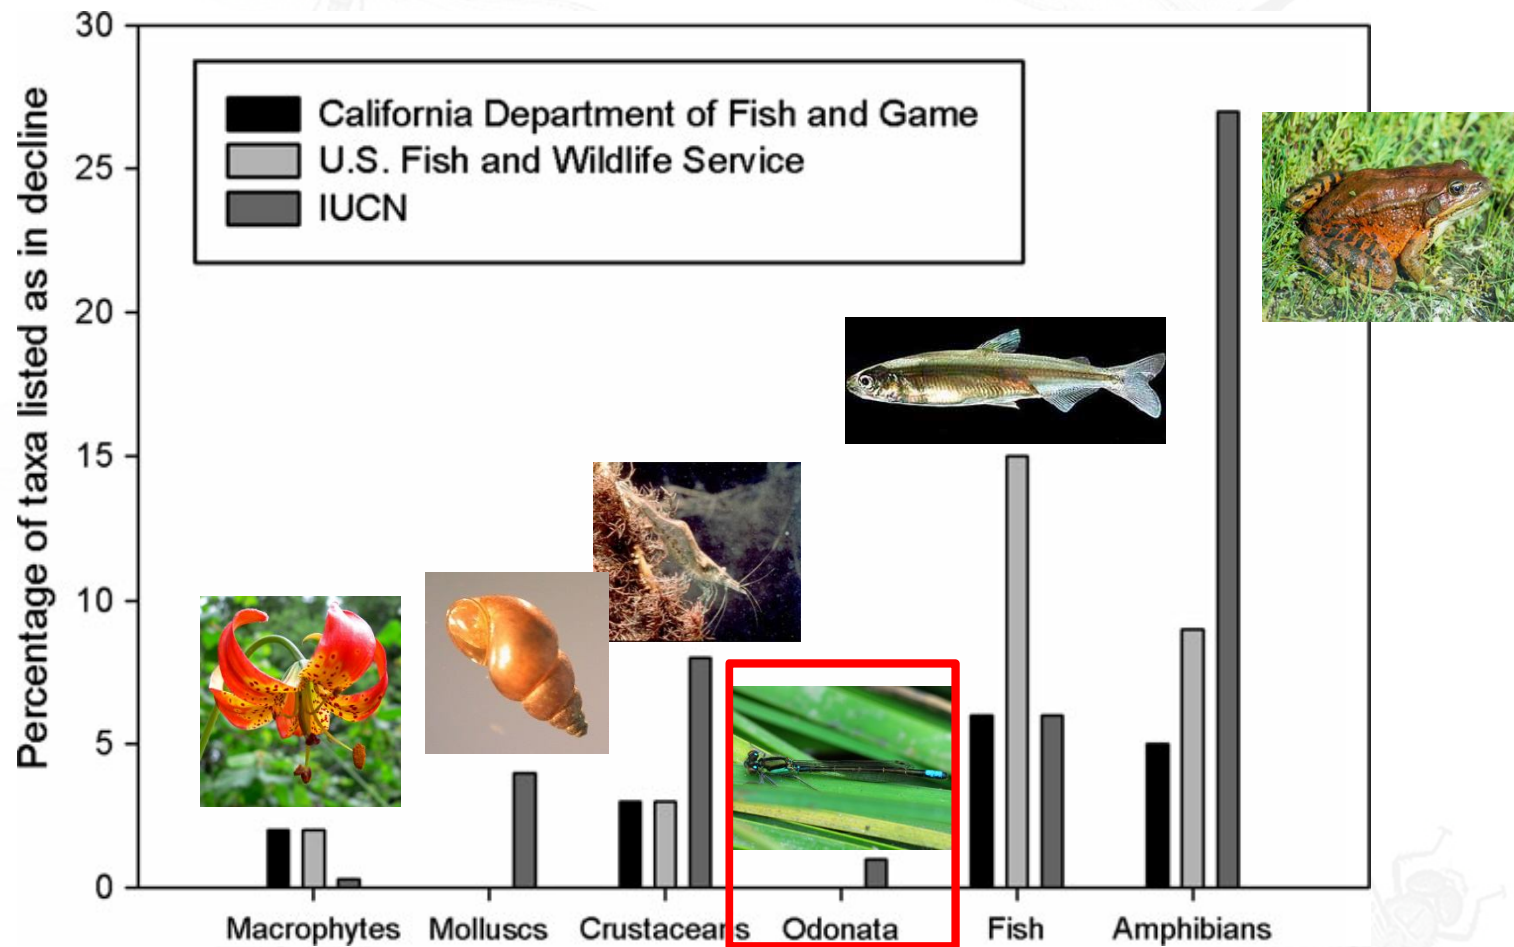 30
California Department of Fish and Game
U.S. Fish and Wildlife Service
IUCN
25
20
15
10
5
0
Percentage of taxa listed as in decline
Macrophytes Molluscs Crustaceans Odonata Fish Amphibians